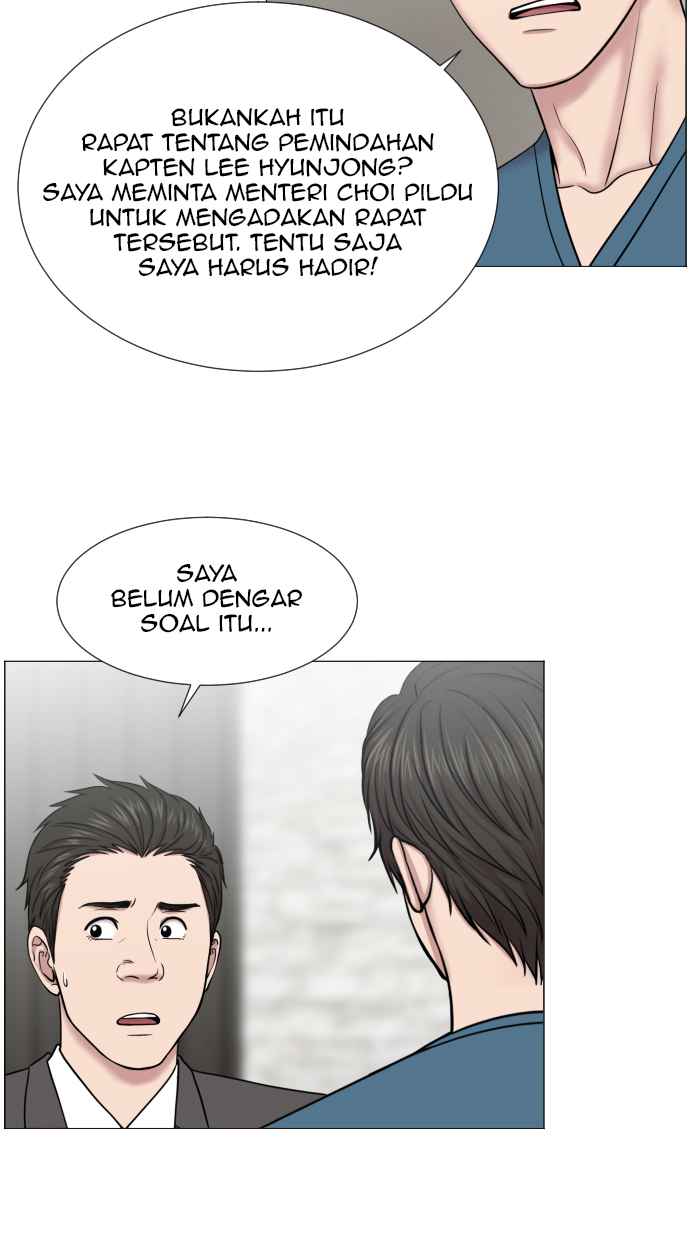 BUKANKAH ITU
RAPAT TENTANG PEMINDAHAN
KAPTEN LEE HYUNJONG?
SAYA MEMINTA MENTERI CHOI PILDU
UNTUK MENGADAKAN RAPAT
TERSEBUT. TENTU SAJA
SAYA HARUS HADIR!
SAYA
BELUM DENGAR
SOAL ITU...